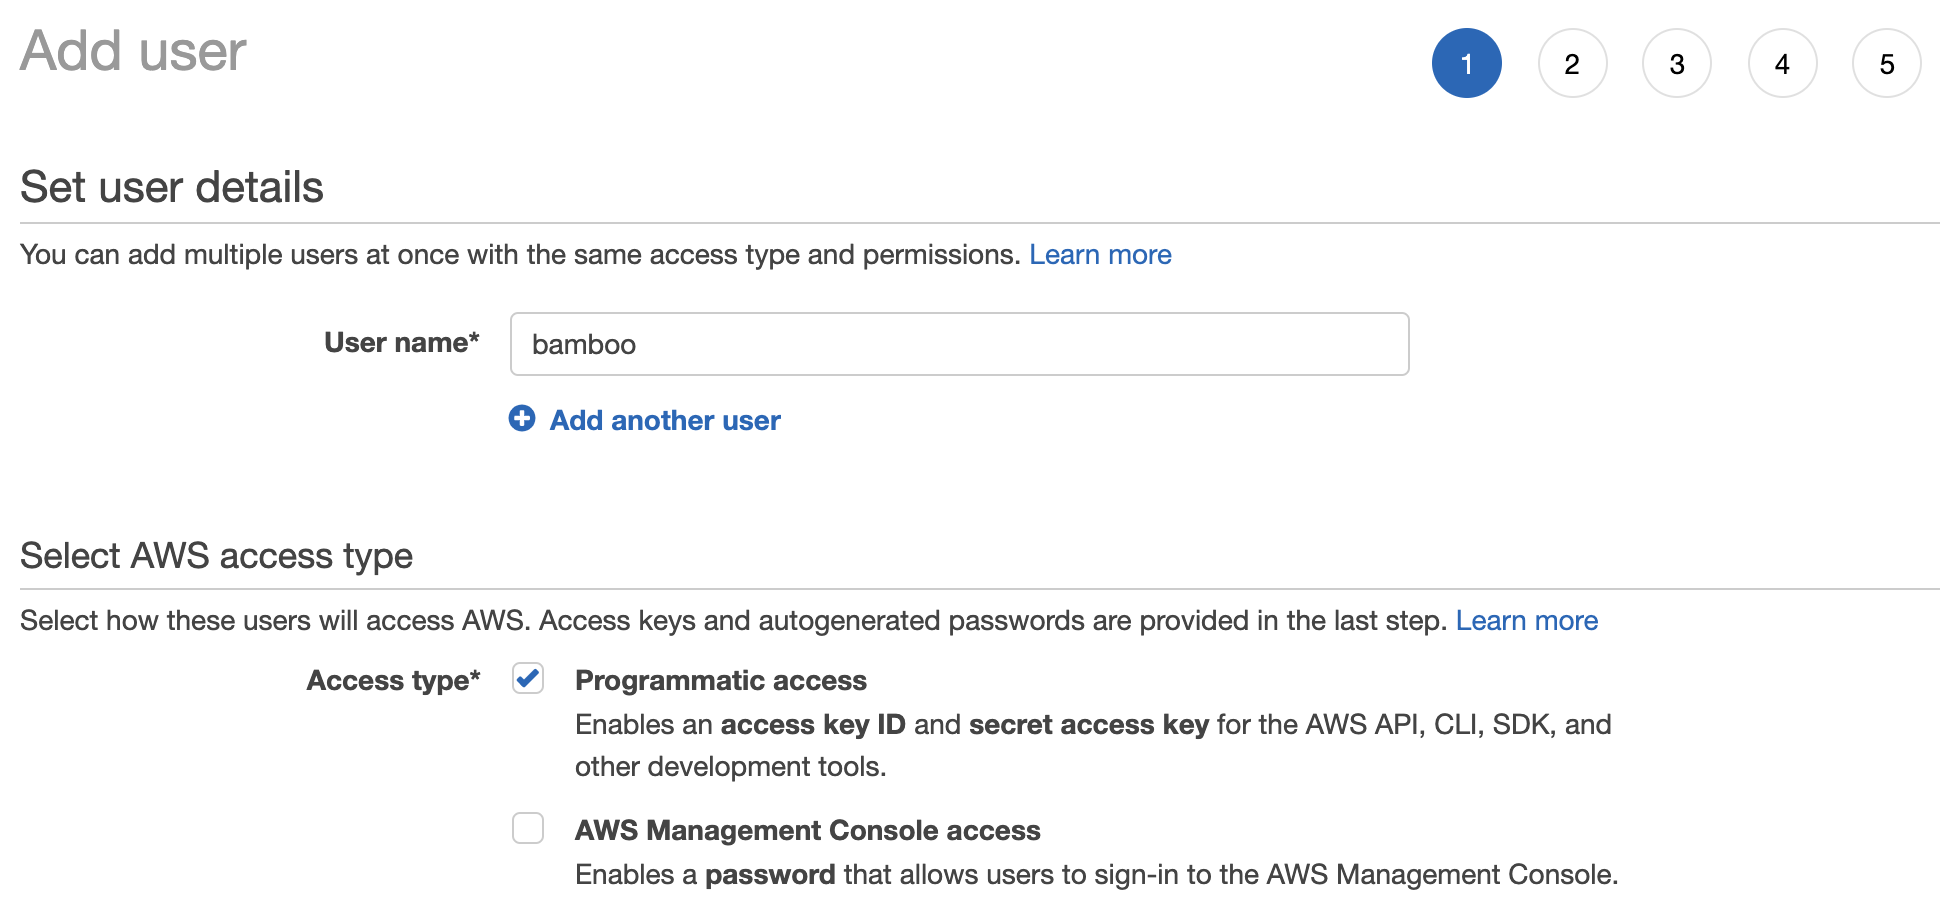 Add user
1 2 3 4 5
Set user details
You can add multiple users at once with the same access type and permissions. Learn more
User name* bamboo
Add another user
Select AWS access type
Select how these users will access AWS. Access keys and autogenerated passwords are provided in the last step. Learn more
Access type* Programmatic access
Enables an access key ID and secret access key for the AWS API, CLI, SDK, and
other development tools.
AWS Management Console access
Enables a password that allows users to sign-in to the AWS Management Console.